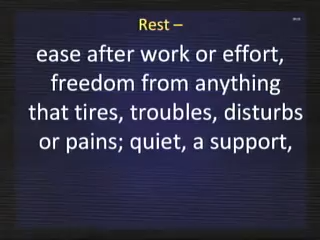 Rest –
ease after work or effort,
freedom from anything
that tires, troubles, disturbs
or pains; quiet, a support,